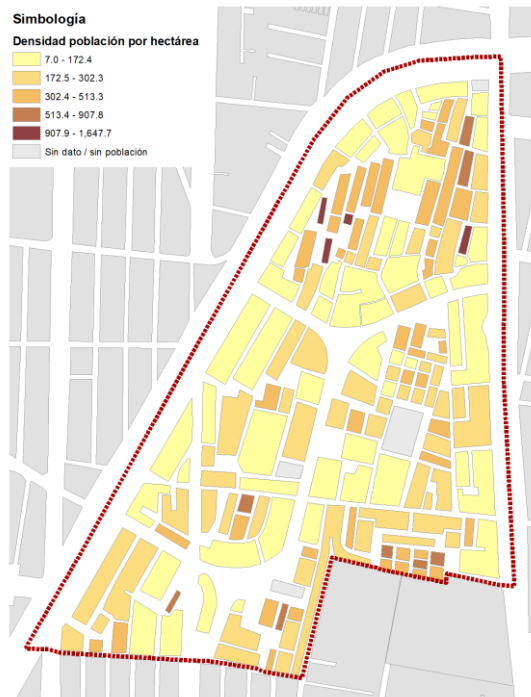 Simbología
Densidad población por hectárea
7.0 - 172.4
172.5 - 302.3
302.4 - 513.3
513.4 - 907.8
907.9 - 1,647.7
Sin dato / sin población